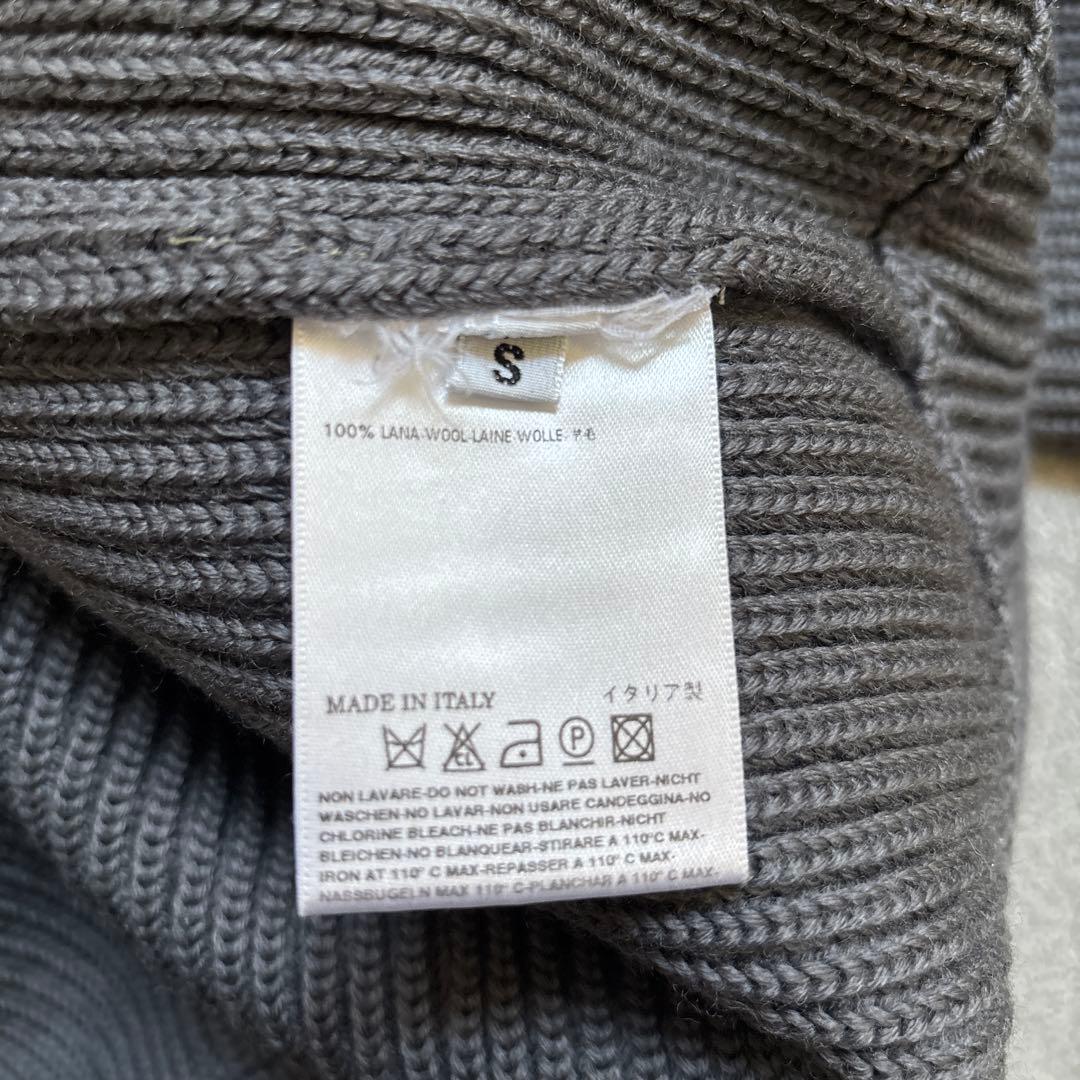 S
100% LANA-WOOL-LAINE-WOLLE-羊毛
MADE IN ITALY イタリア製
CL P
NON LAVARE-DO NOT WASH-NE PAS LAVER-NICHT
WASCHEN-NO LAVAR-NON USARE CANDEGGINA-NO
CHLORINE BLEACH-NE PAS BLANCHIR-NICHT
BLEICHEN-NO BLANQUEAR-STIRARE A 110°C MAX-
IRON AT 110° C MAX-REPASSER A 110° C MAX-
NASSBUGELN MAX 110° C-PLANCHAR A 110° C MAX